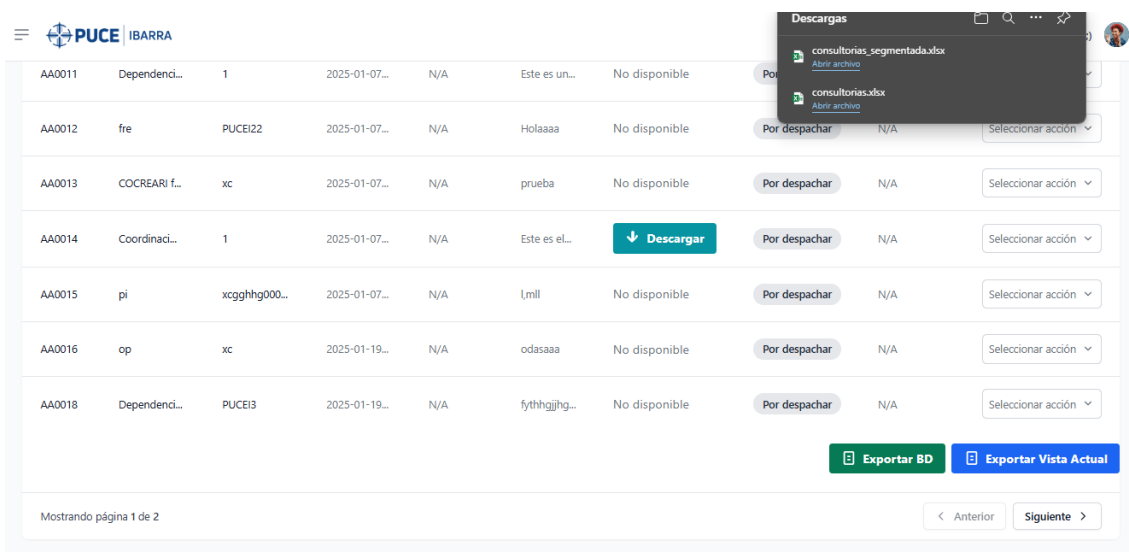 Descargas
PUCE IBARRA
:)
consultorias_segmentada.xlsx
Abrir archivo
consultorias.xlsx
Abrir archivo
AA0011 Dependenci... 1 2025-01-07... N/A Este es un... No disponible
AA0012 fre PUCEI22 2025-01-07... N/A Holaaaa No disponible Por despachar N/A Seleccionar acción
AA0013 COCREARI f... xc 2025-01-07... N/A prueba No disponible Por despachar N/A Seleccionar acción
AA0014 Coordinaci... 1 2025-01-07... N/A Este es el... Descargar Por despachar N/A Seleccionar acción
AA0015 pi xcgghhg000... 2025-01-07... N/A l,mll No disponible Por despachar N/A Seleccionar acción
AA0016 op xc 2025-01-19... N/A odasaaa No disponible Por despachar N/A Seleccionar acción
AA0018 Dependenci... PUCEI3 2025-01-19... N/A fythhgjjhg... No disponible Por despachar N/A Seleccionar acción
Exportar BD Exportar Vista Actual
Mostrando página 1 de 2 Anterior Siguiente